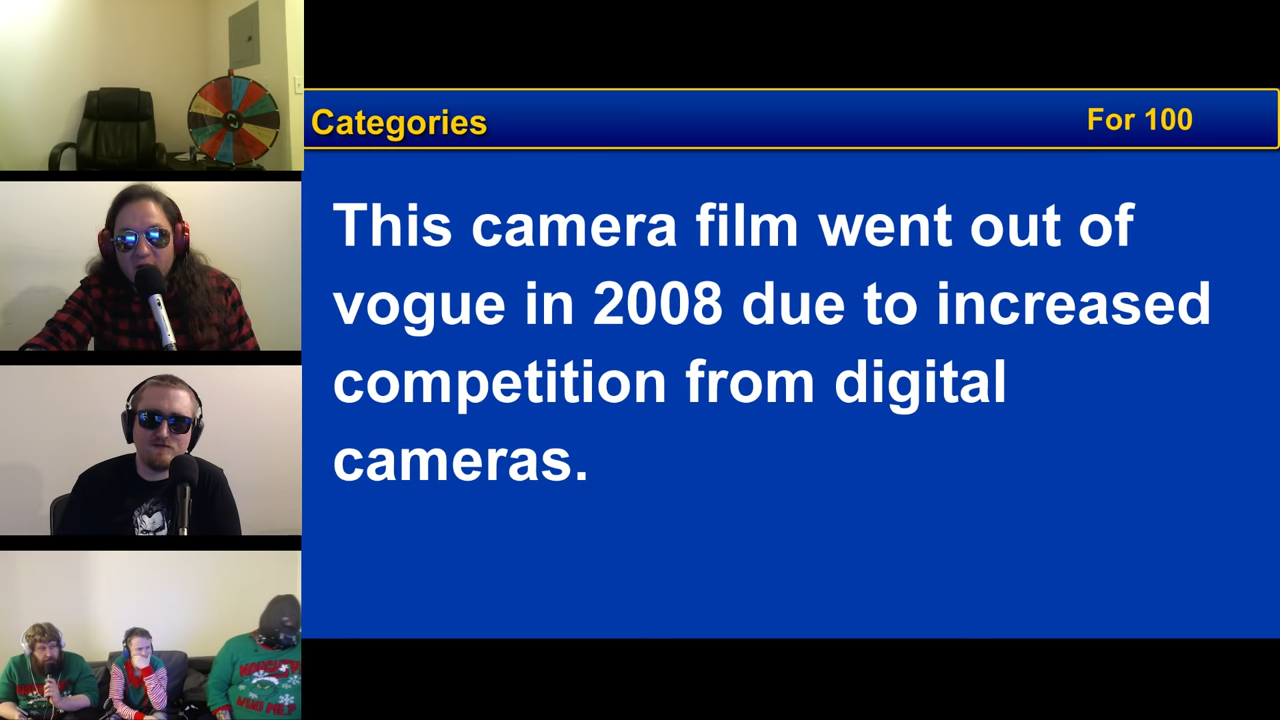 Categories
For 100
This camera film went out of
vogue in 2008 due to increased
competition from digital
cameras.